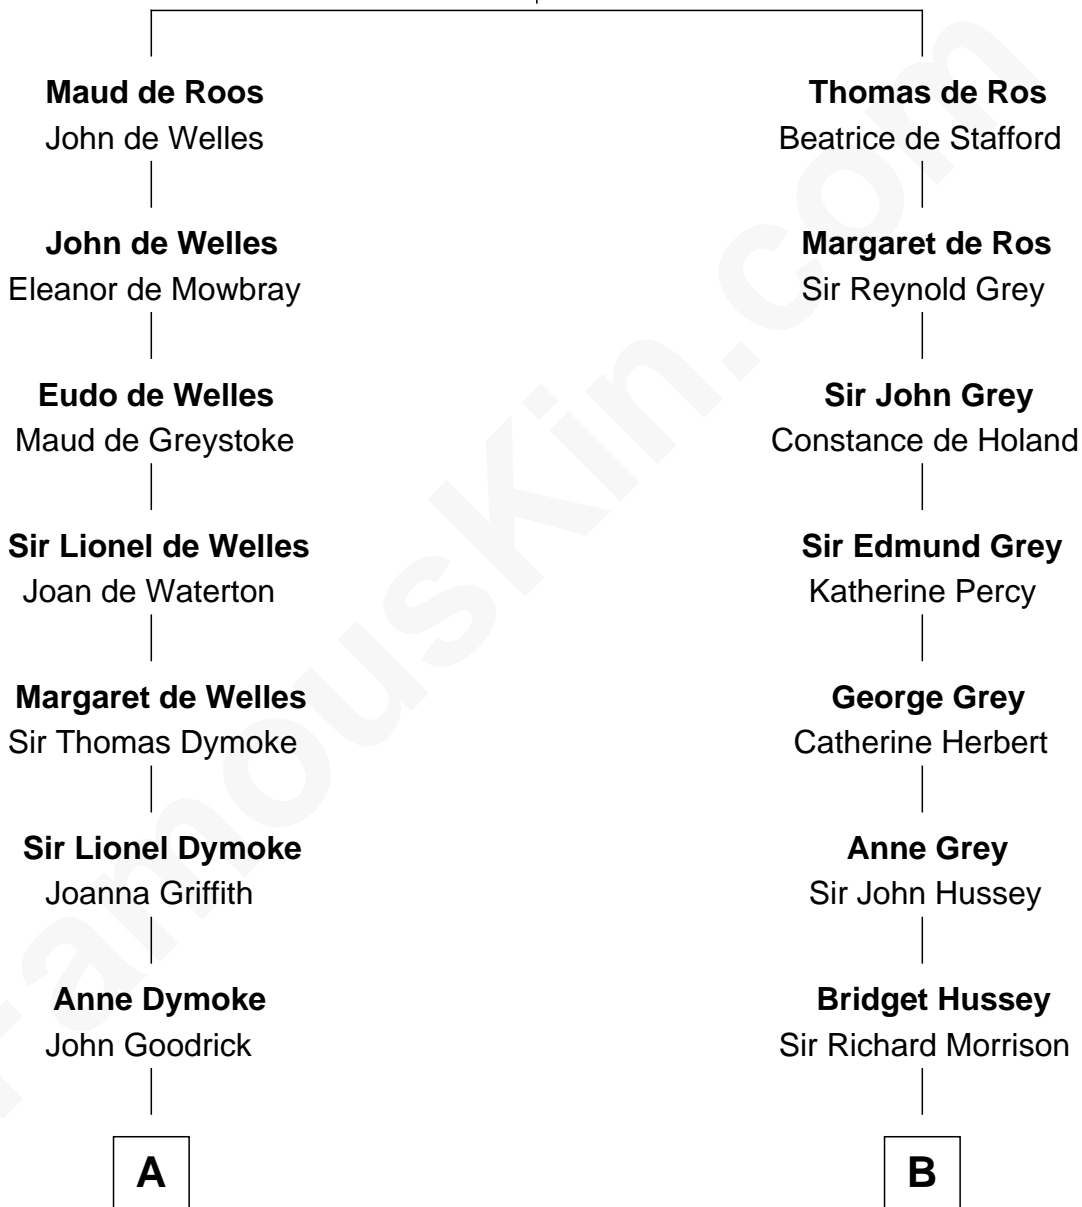 Maud de Roos
John de Welles
Thomas de Ros
Beatrice de Stafford
John de Welles
Eleanor de Mowbray
Margaret de Ros
Sir Reynold Grey
Eudo de Welles
Maud de Greystoke
Sir John Grey
Constance de Holand
Sir Lionel de Welles
Joan de Waterton
Sir Edmund Grey
Katherine Percy
Margaret de Welles
Sir Thomas Dymoke
George Grey
Catherine Herbert
Sir Lionel Dymoke
Joanna Griffith
Anne Grey
Sir John Hussey
Anne Dymoke
John Goodrick
Bridget Hussey
Sir Richard Morrison
A
B
FamousKin.com